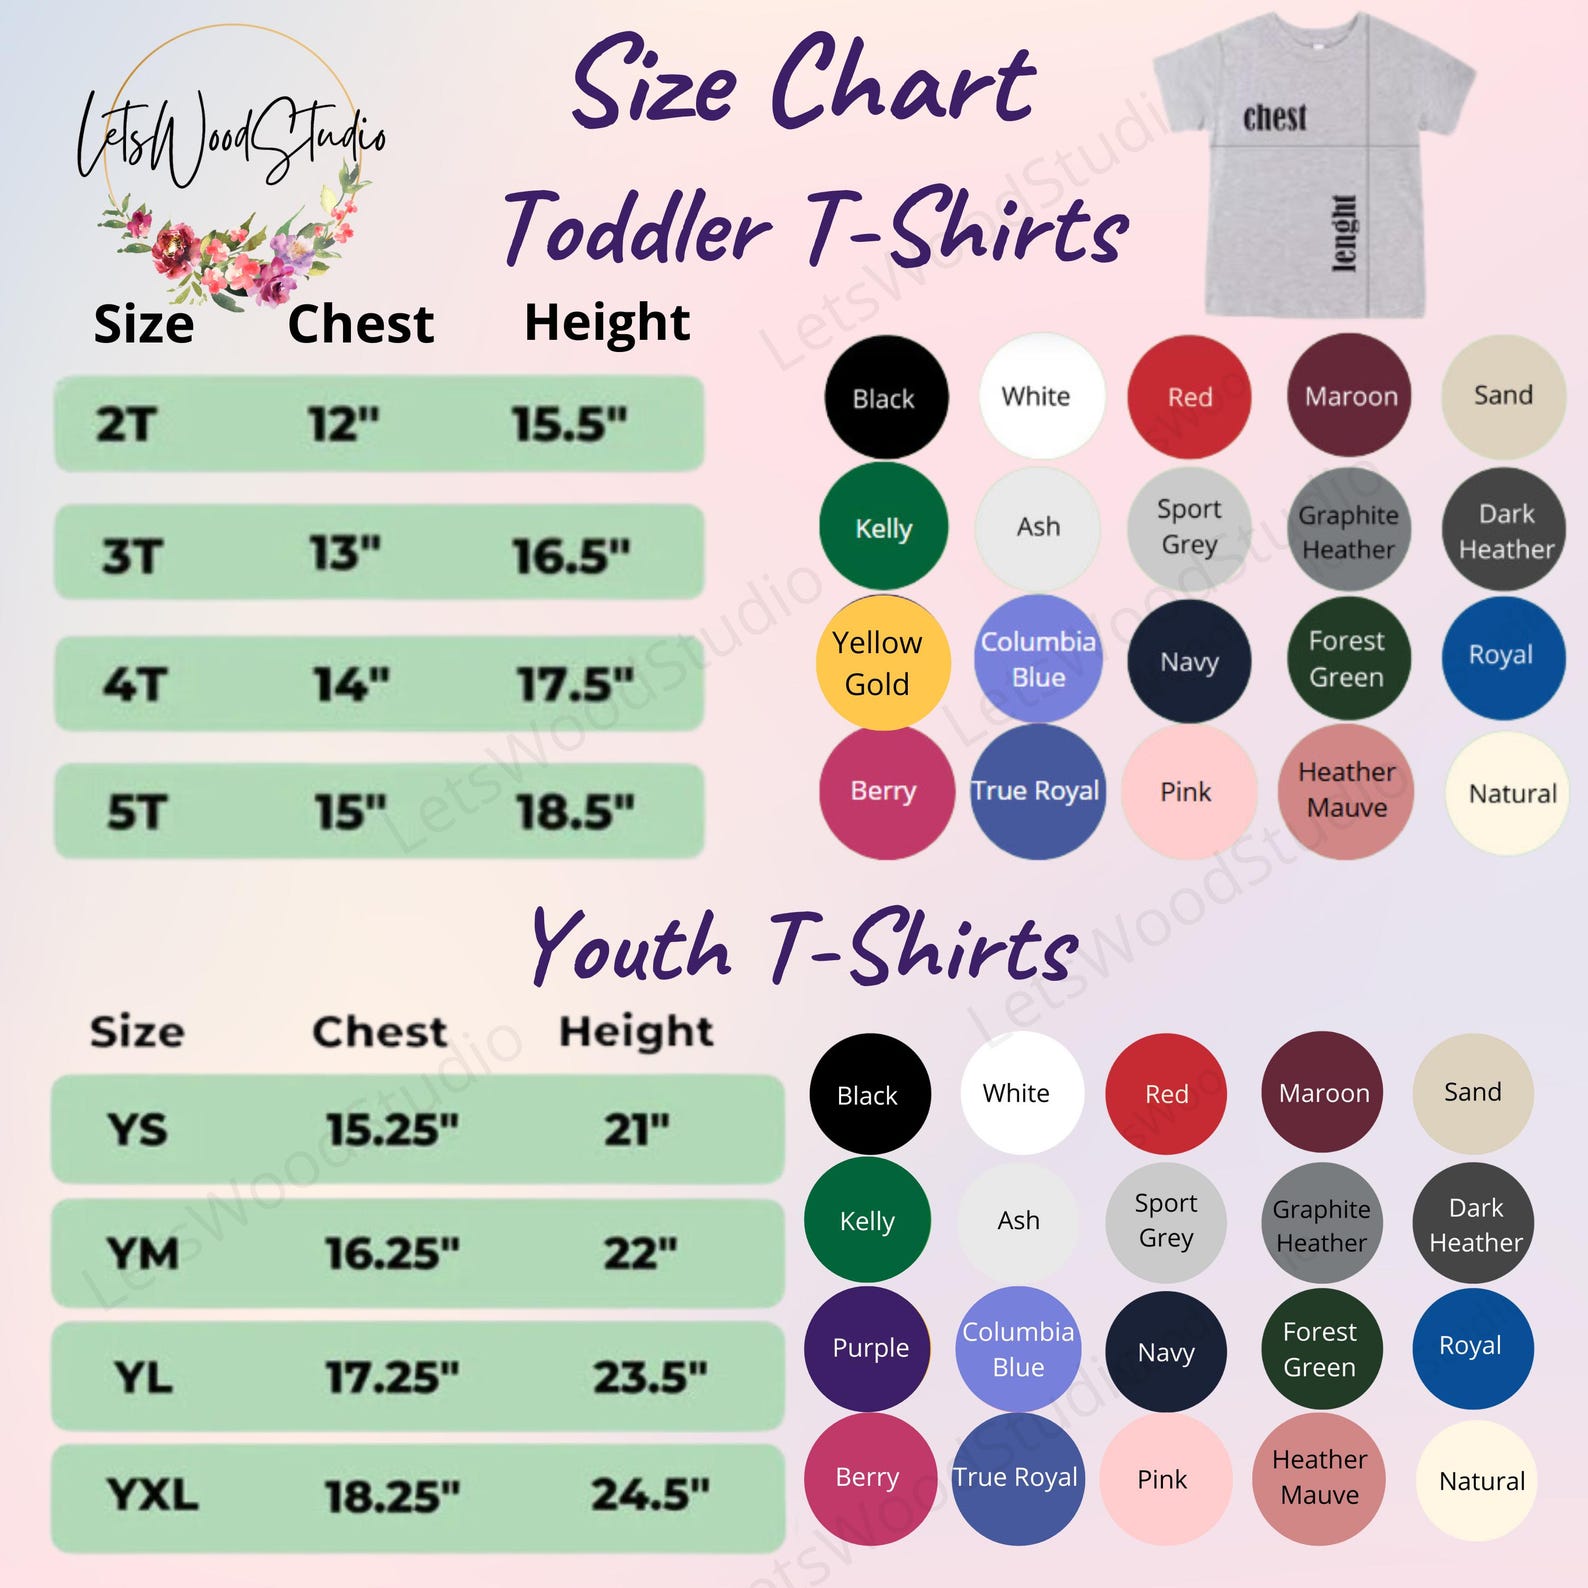 LetsWoodStudio
Size Chart
Toddler T-Shirts
chest
lenght
Size Chest Height
2T 12" 15.5"
3T 13" 16.5"
4T 14" 17.5"
5T 15" 18.5"
Black White Red Maroon Sand
Kelly Ash Sport Grey Graphite Heather Dark Heather
Yellow Gold Columbia Blue Navy Forest Green Royal
Berry True Royal Pink Heather Mauve Natural
Youth T-Shirts
Size Chest Height
YS 15.25" 21"
YM 16.25" 22"
YL 17.25" 23.5"
YXL 18.25" 24.5"
Black White Red Maroon Sand
Kelly Ash Sport Grey Graphite Heather Dark Heather
Purple Columbia Blue Navy Forest Green Royal
Berry True Royal Pink Heather Mauve Natural
LetsWoodStudio
LetsWoodStudio
LetsWoodStudio
LetsWoodStudio
LetsWoodStudio